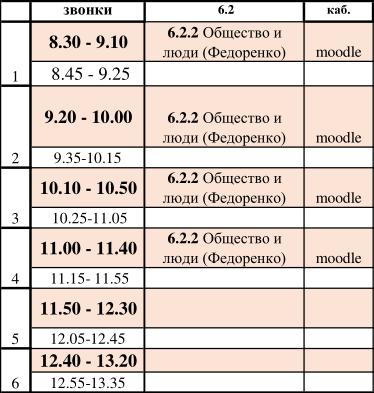 звонки 6.2 каб.
8.30 - 9.10 6.2.2 Общество и
люди (Федоренко) moodle
1 8.45 - 9.25
9.20 - 10.00 6.2.2 Общество и
люди (Федоренко) moodle
2 9.35-10.15
10.10 - 10.50 6.2.2 Общество и
люди (Федоренко) moodle
3 10.25-11.05
11.00 - 11.40 6.2.2 Общество и
люди (Федоренко) moodle
4 11.15- 11.55
11.50 - 12.30
5 12.05-12.45
12.40 - 13.20
6 12.55-13.35